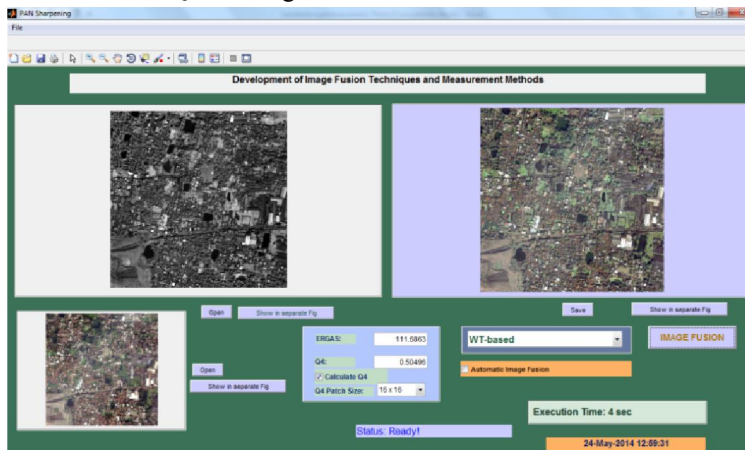 PAN Sharpening
File
Development of Image Fusion Techniques and Measurement Methods
Open
Show in separate Fig
Save
Show in separate Fig
ERGAS:
111.6863
WT-based
IMAGE FUSION
Q4:
0.50496
Open
Calculate Q4
Automatic Image Fusion
Show in separate Fig
Q4 Patch Size:
16 x 16
Execution Time: 4 sec
Status: Ready!
24-May-2014 12:59:31